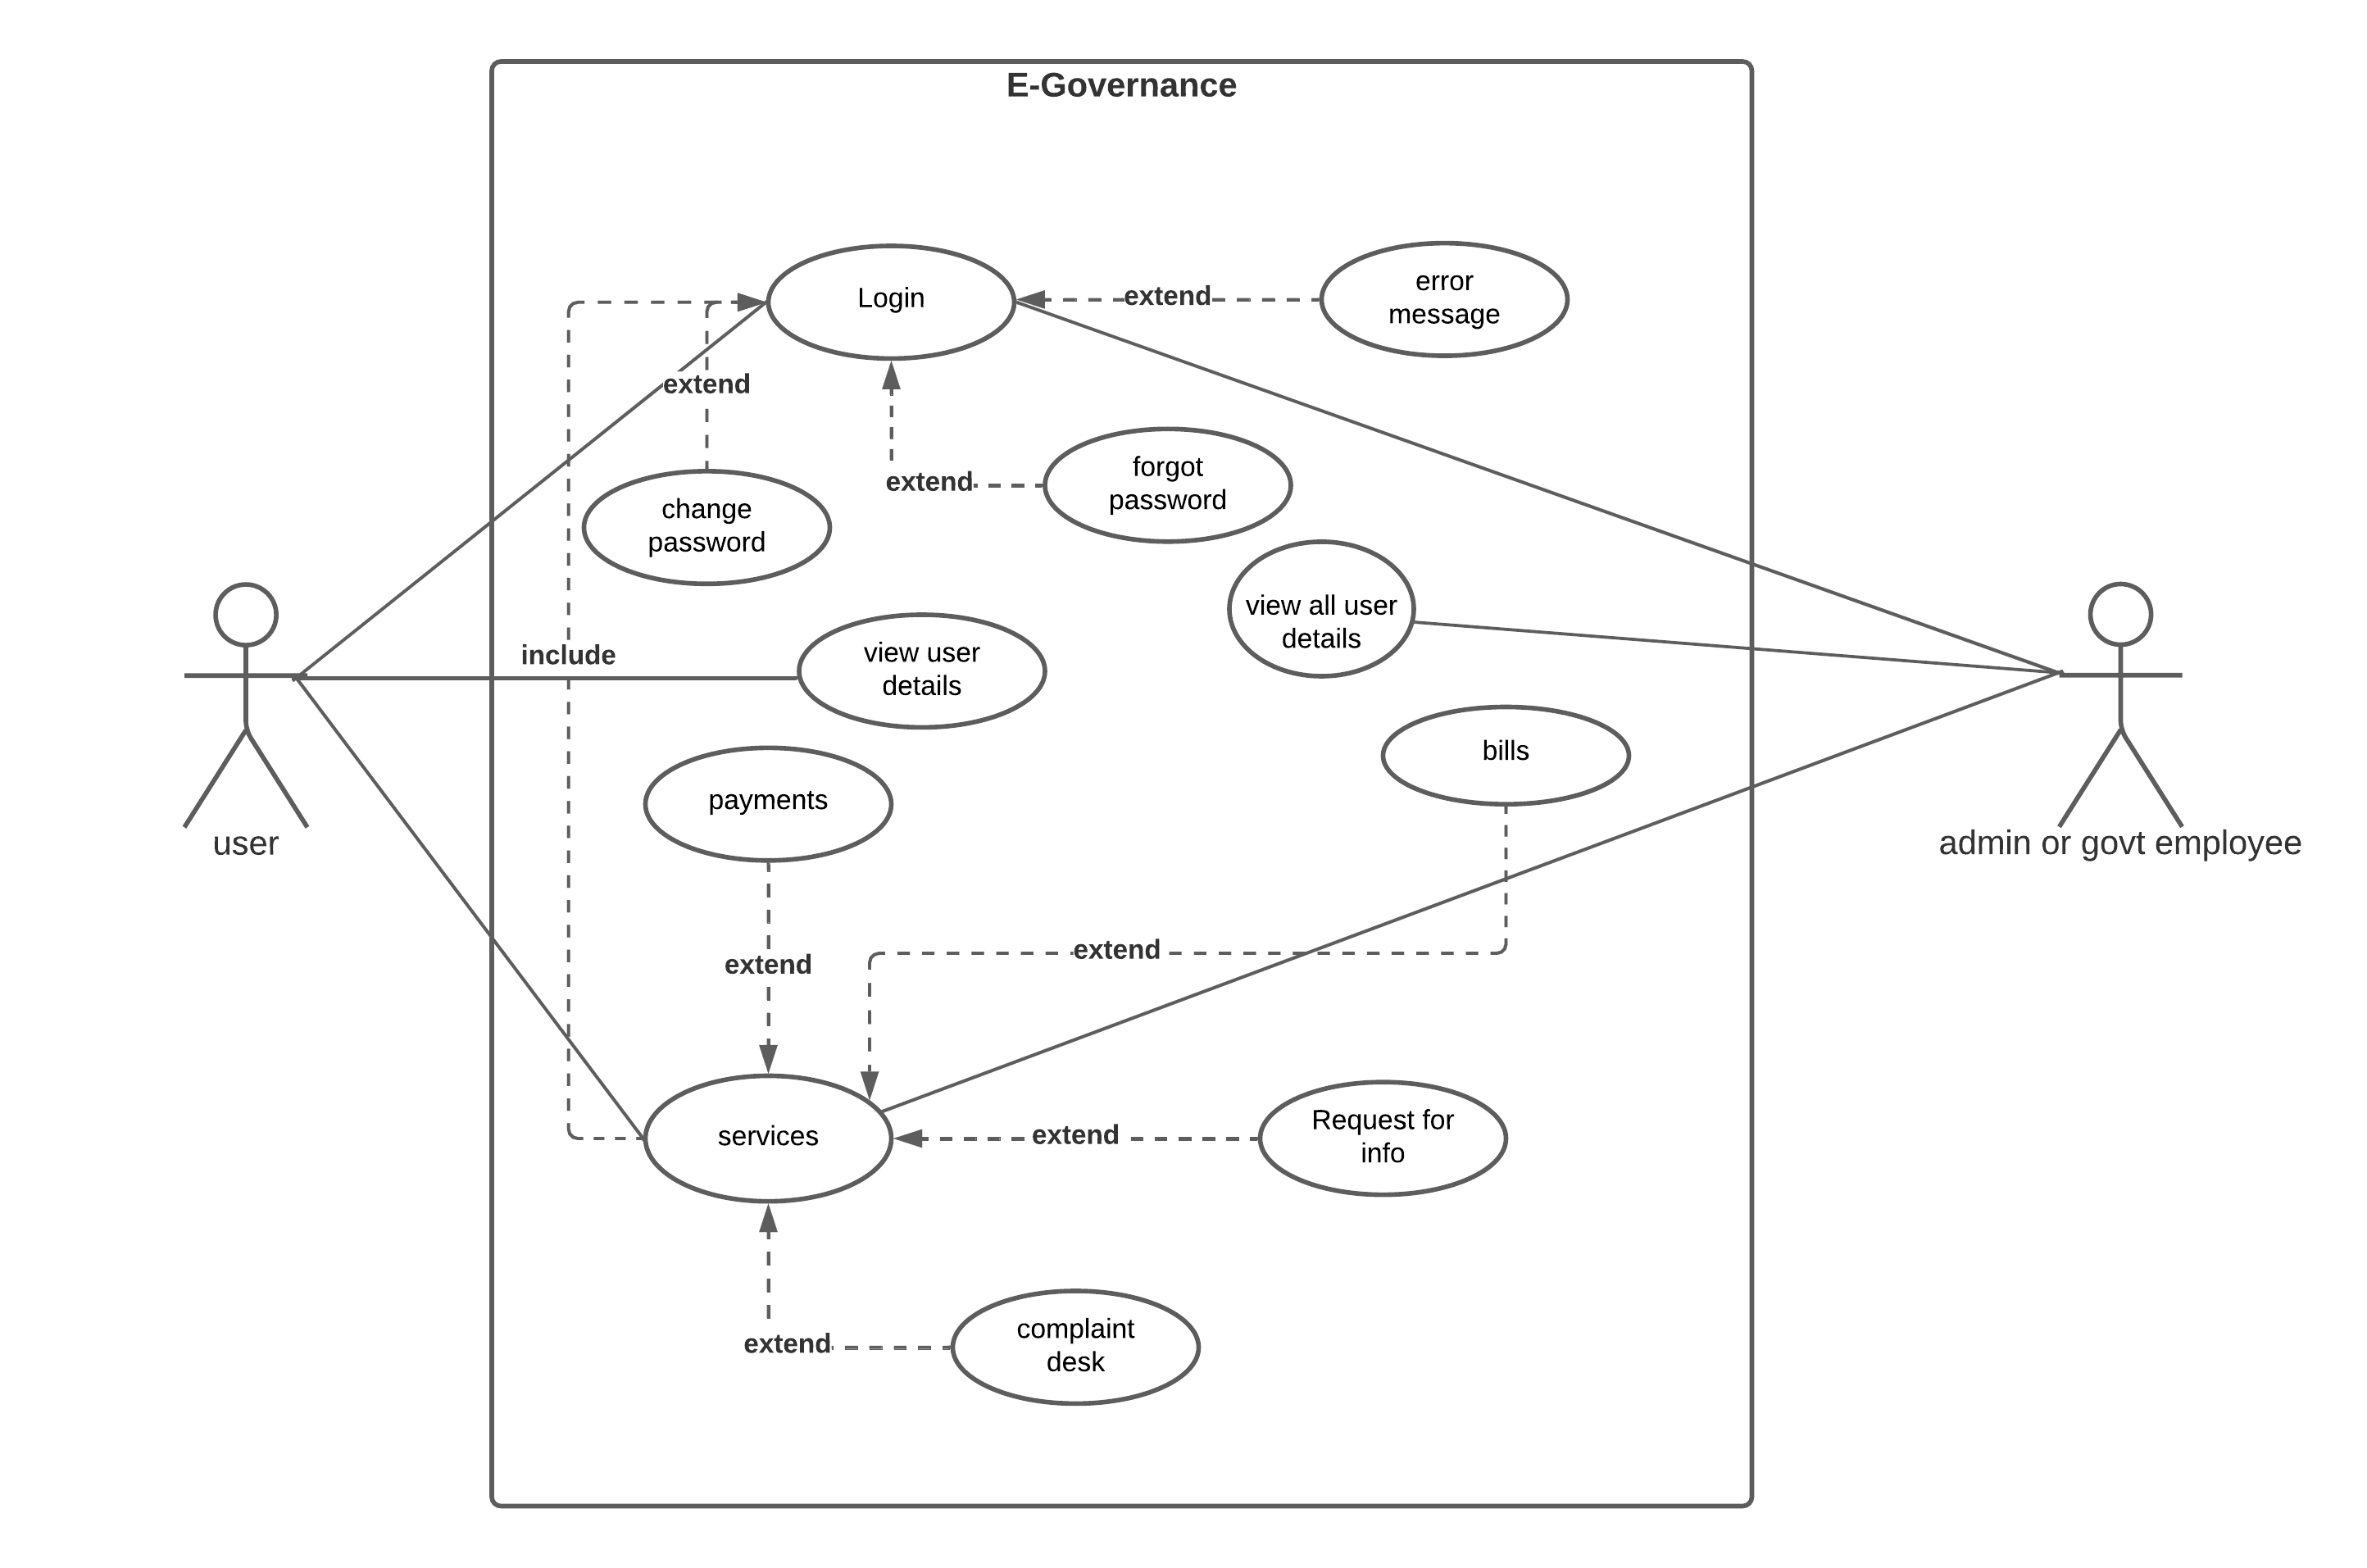 E-Governance
Login
extend
error
message
extend
forgot
password
extend
change
password
view all user
details
include
view user
details
bills
payments
user
admin or govt employee
extend
extend
services
extend
Request for
info
extend
complaint
desk